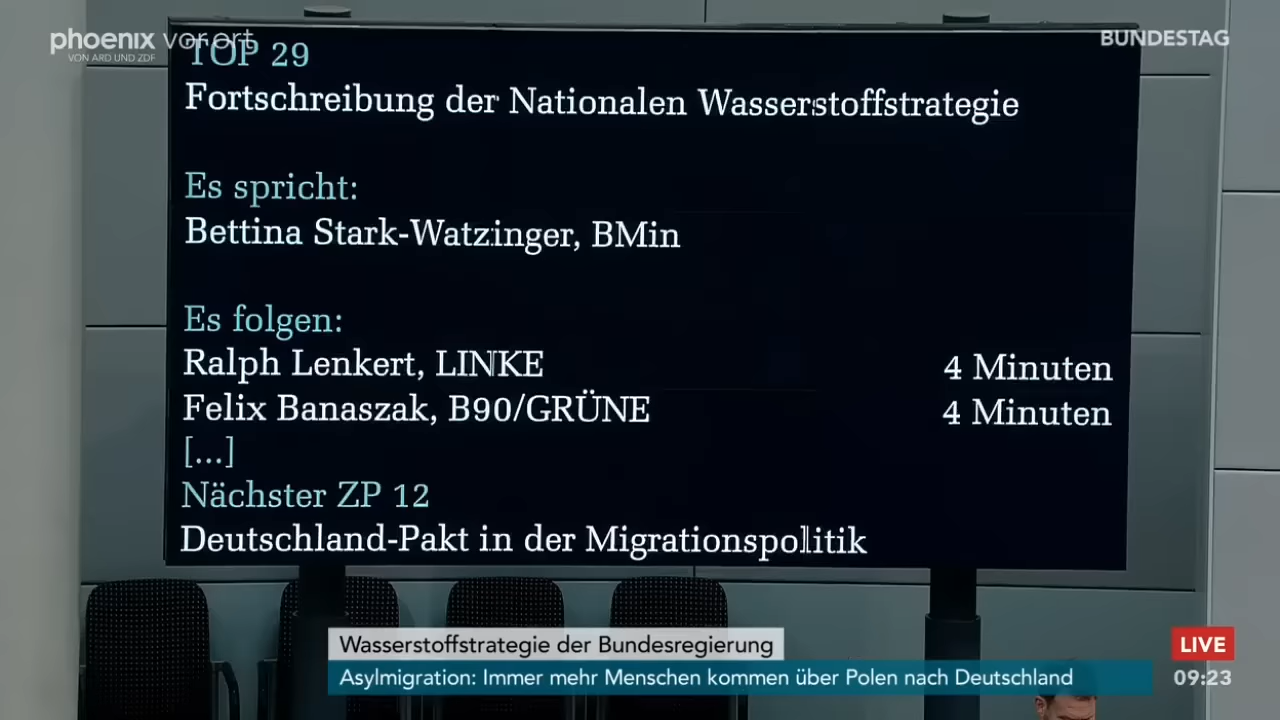 phoenix vor ort
VON ARD UND ZDF
BUNDESTAG
TOP 29
Fortschreibung der Nationalen Wasserstoffstrategie
Es spricht:
Bettina Stark-Watzinger, BMin
Es folgen:
Ralph Lenkert, LINKE 4 Minuten
Felix Banaszak, B90/GRÜNE 4 Minuten
[...]
Nächster ZP 12
Deutschland-Pakt in der Migrationspolitik
Wasserstoffstrategie der Bundesregierung
LIVE
Asylmigration: Immer mehr Menschen kommen über Polen nach Deutschland
09:23